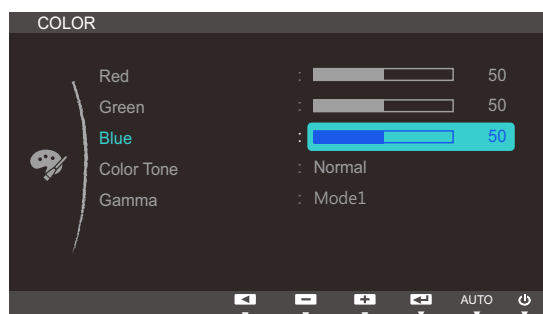 COLOR
Red : 50
Green : 50
Blue : 50
Color Tone : Normal
Gamma : Mode1
AUTO